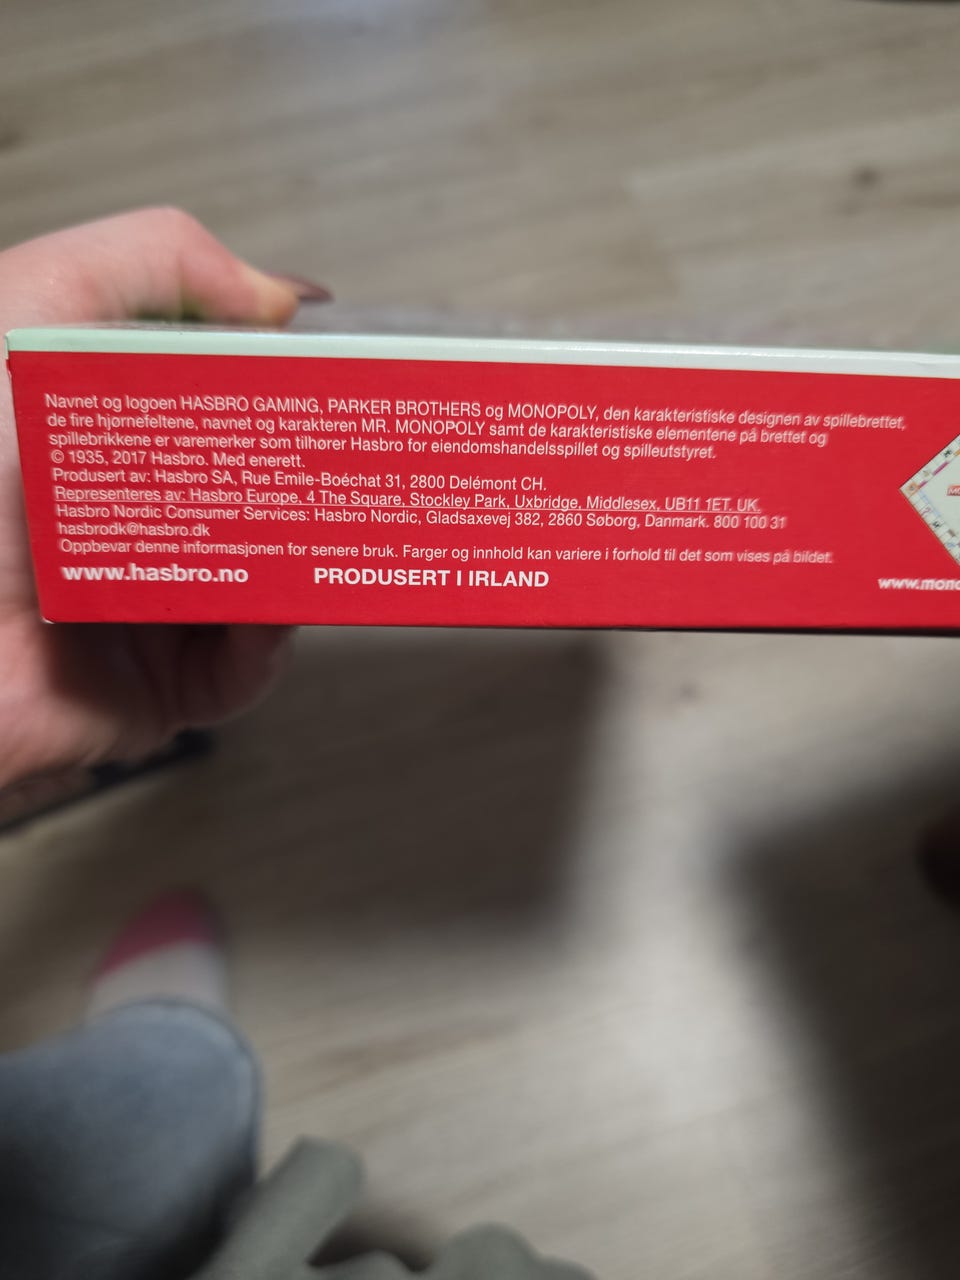 Navnet og logoen HASBRO GAMING, PARKER BROTHERS og MONOPOLY, den karakteristiske designen av spillebrettet,
de fire hjørnefeltene, navnet og karakteren MR. MONOPOLY samt de karakteristiske elementene på brettet og
spillebrikkene er varemerker som tilhører Hasbro for eiendomshandelsspillet og spilleutstyret.
© 1935, 2017 Hasbro. Med enerett.
Produsert av: Hasbro SA, Rue Emile-Boéchat 31, 2800 Delémont CH.
Representeres av: Hasbro Europe, 4 The Square, Stockley Park, Uxbridge, Middlesex, UB11 1ET. UK.
Hasbro Nordic Consumer Services: Hasbro Nordic, Gladsaxevej 382, 2860 Søborg, Danmark. 800 100 31
hasbrodk@hasbro.dk
Oppbevar denne informasjonen for senere bruk. Farger og innhold kan variere i forhold til det som vises på bildet.
www.hasbro.no PRODUSERT I IRLAND www.mono